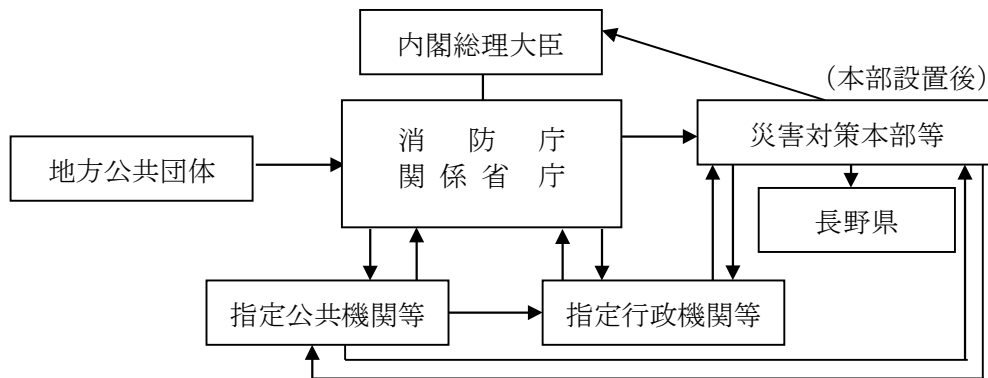 内閣総理大臣
（本部設置後）
消　防　庁
関 係 省　庁
災害対策本部等
地方公共団体
長野県
指定公共機関等
指定行政機関等